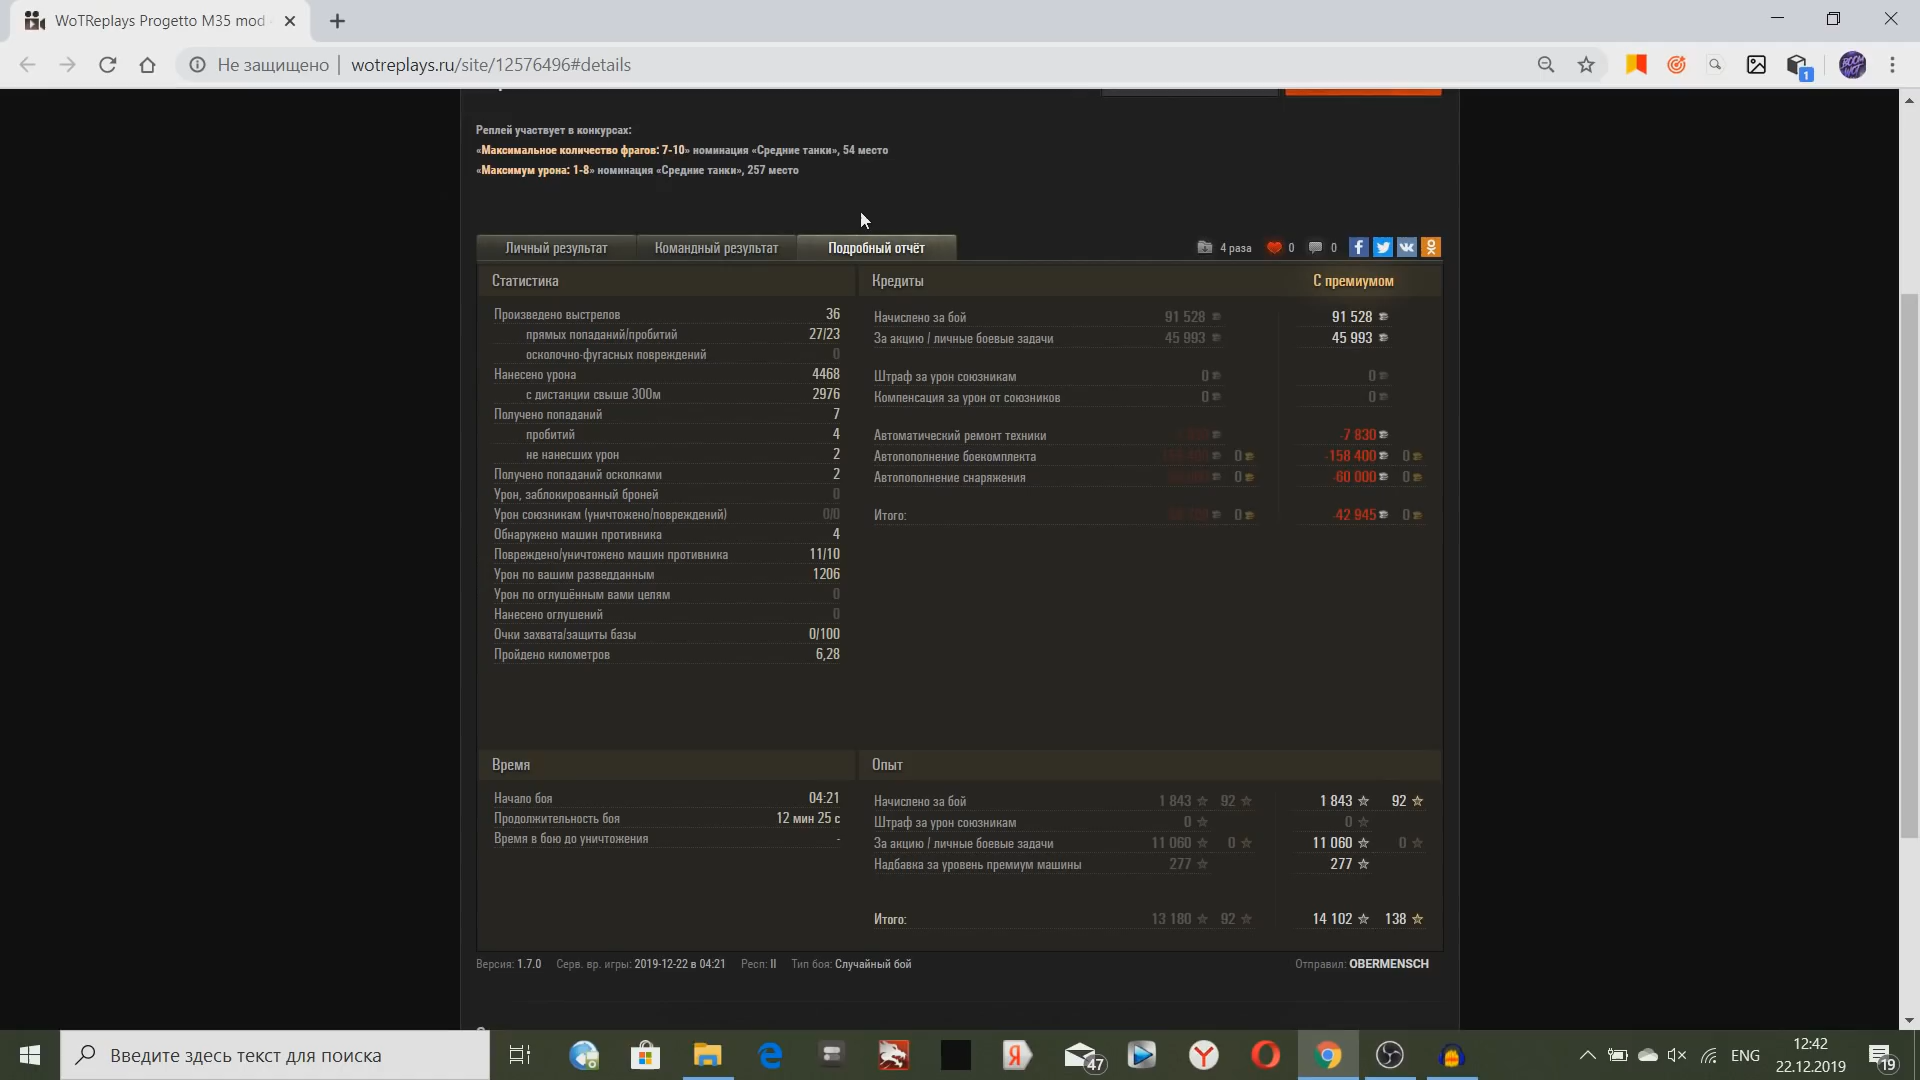 WoTReplays Progetto M35 mod
Не защищено
wotreplays.ru/site/12576496#details
1
Реплей участвует в конкурсах:
«Максимальное количество фрагов: 7-10» номинация «Средние танки», 54 место
«Максимум урона: 1-8» номинация «Средние танки», 257 место
Личный результат Командный результат Подробный отчёт 4 раза 0 0
Статистика
Произведено выстрелов 36
прямых попаданий/пробитий 27/23
осколочно-фугасных повреждений 0
Нанесено урона 4468
с дистанции свыше 300м 2976
Получено попаданий 7
пробитий 4
не нанесших урон 2
Получено попаданий осколками 2
Урон, заблокированный броней 0
Урон союзникам (уничтожено/повреждений) 0/0
Обнаружено машин противника 4
Повреждено/уничтожено машин противника 11/10
Урон по вашим разведданным 1206
Урон по оглушённым вами целям 0
Нанесено оглушений 0
Очки захвата/защиты базы 0/100
Пройдено километров 6,28
Кредиты С премиумом
Начислено за бой 91 528 91 528
За акцию / личные боевые задачи 45 993 45 993
Штраф за урон союзникам 0 0
Компенсация за урон от союзников 0 0
Автоматический ремонт техники -7 830
Автопополнение боекомплекта 0 -158 400 0
Автопополнение снаряжения 0 -60 000 0
Итого: 0 -42 945 0
Время
Начало боя 04:21
Продолжительность боя 12 мин 25 с
Время в бою до уничтожения -
Опыт
Начислено за бой 1 843 92 1 843 92
Штраф за урон союзникам 0 0
За акцию / личные боевые задачи 11 060 0 11 060 0
Надбавка за уровень премиум машины 277 277
Итого: 13 180 92 14 102 138
Версия: 1.7.0 Серв. вр. игры: 2019-12-22 в 04:21 Респ: II Тип боя: Случайный бой Отправил: OBERMENSCH
Введите здесь текст для поиска
47
ENG
12:42
22.12.2019
19